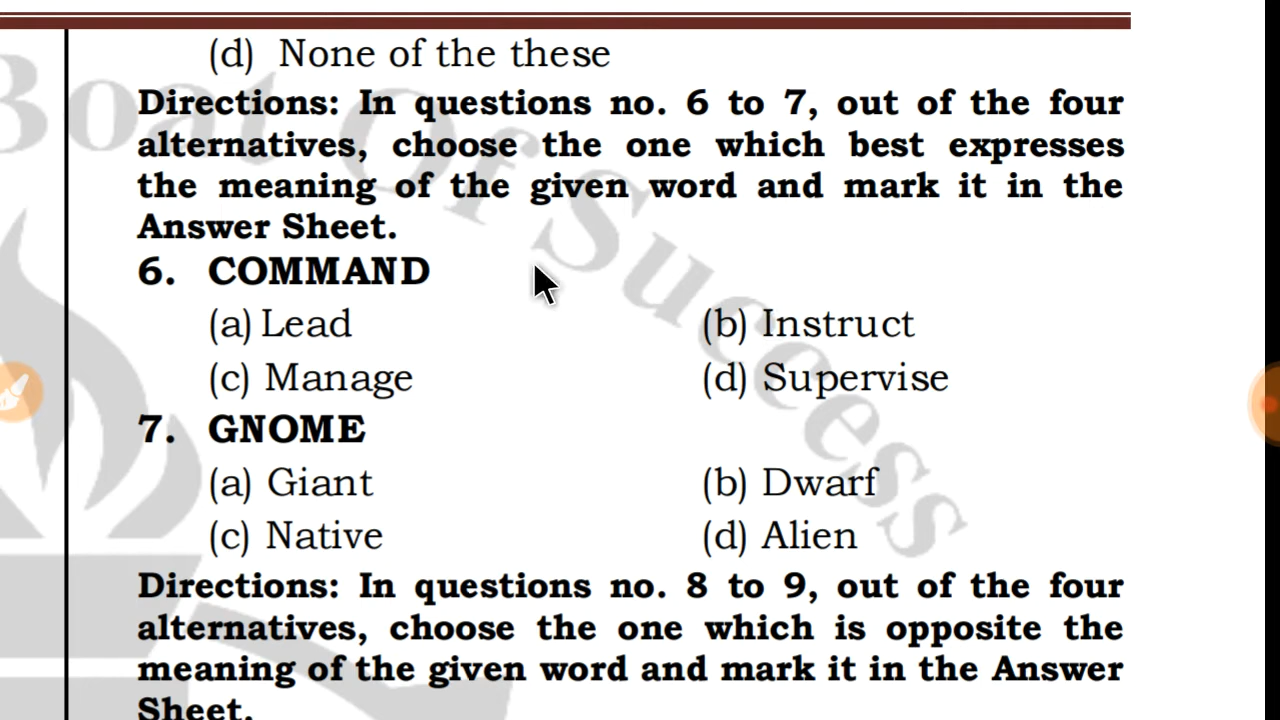 (d) None of the these
Directions: In questions no. 6 to 7, out of the four
alternatives, choose the one which best expresses
the meaning of the given word and mark it in the
Answer Sheet.
6. COMMAND
(a) Lead (b) Instruct
(c) Manage (d) Supervise
7. GNOME
(a) Giant (b) Dwarf
(c) Native (d) Alien
Directions: In questions no. 8 to 9, out of the four
alternatives, choose the one which is opposite the
meaning of the given word and mark it in the Answer
Sheet.
Boat Of Success